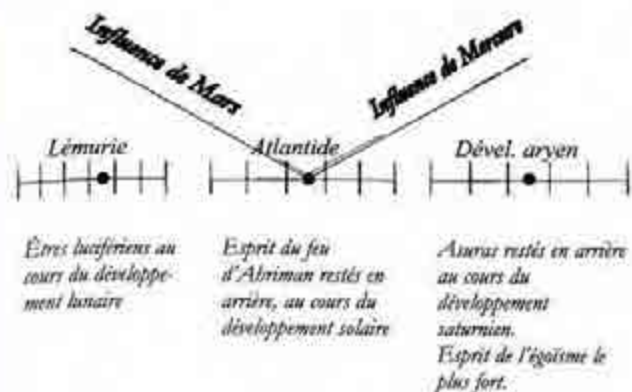 Influence de Mars
Influence de Mercure
Lémurie
Atlantide
Dével. aryen
Êtres lucifériens au
cours du développe-
ment lunaire
Esprit du feu
d'Ahriman restés en
arrière, au cours du
développement solaire
Asuras restés en arrière
au cours du
développement
saturnien.
Esprit de l'égoïsme le
plus fort.